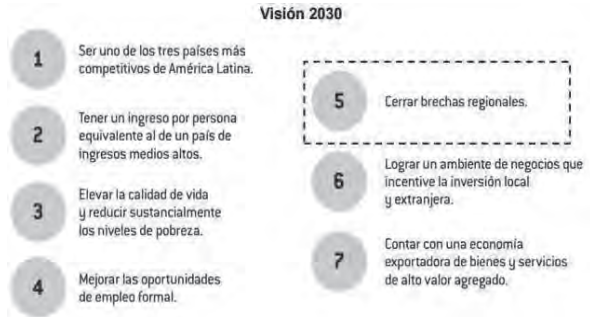 Visión 2030
1
Ser uno de los tres países más
competitivos de América Latina.
2
Tener un ingreso por persona
equivalente al de un país de
ingresos medios altos.
3
Elevar la calidad de vida
y reducir sustancialmente
los niveles de pobreza.
4
Mejorar las oportunidades
de empleo formal.
5
Cerrar brechas regionales.
6
Lograr un ambiente de negocios que
incentive la inversión local
y extranjera.
7
Contar con una economía
exportadora de bienes y servicios
de alto valor agregado.